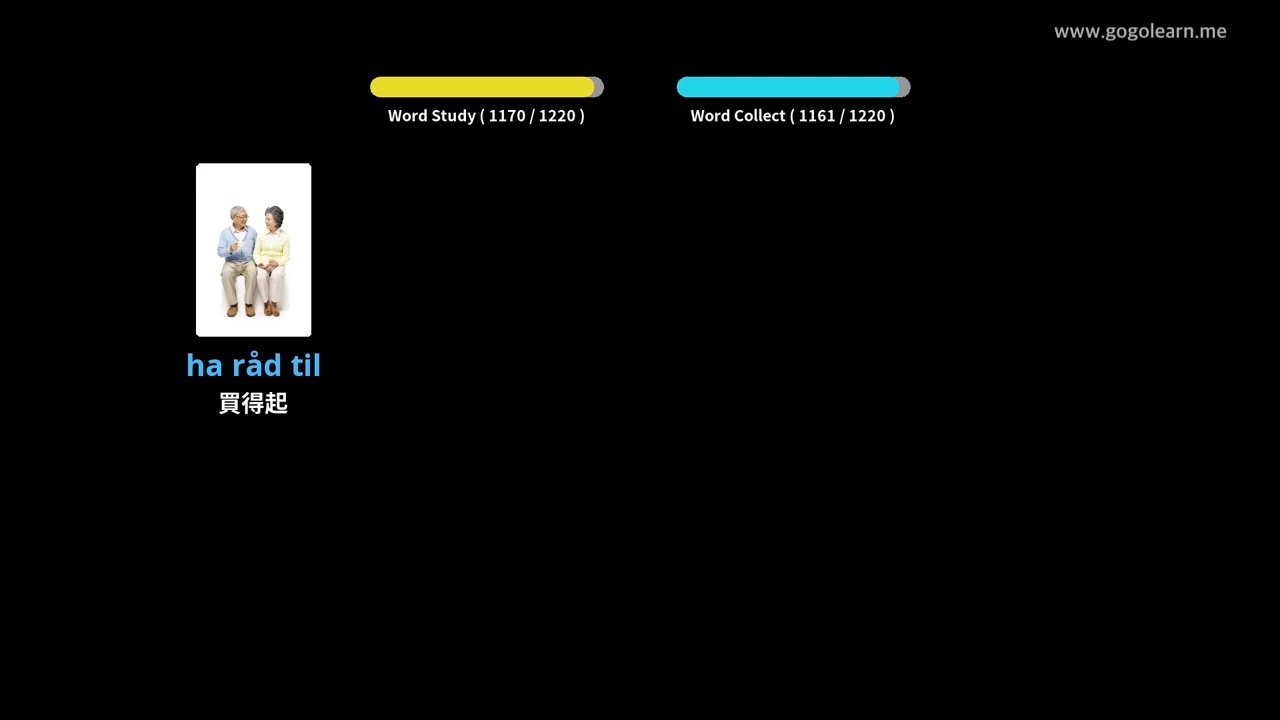 www.gogolearn.me
Word Study ( 1170 / 1220 )
Word Collect ( 1161 / 1220 )
ha råd til
買得起